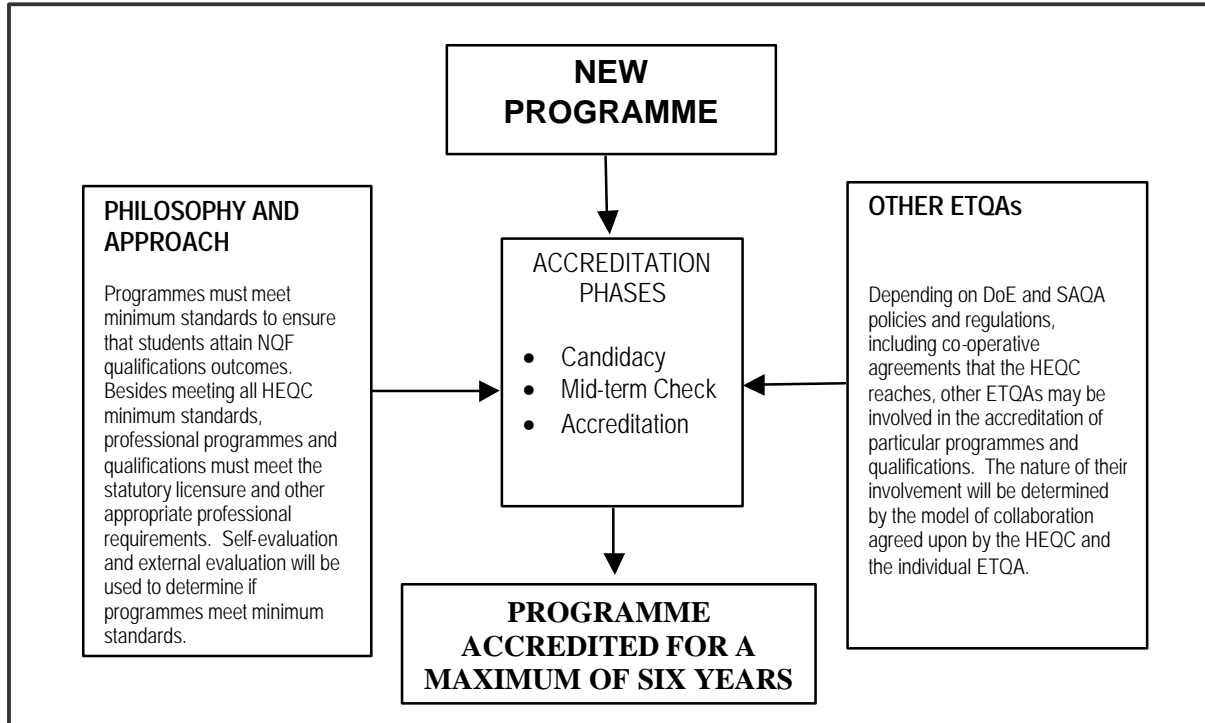 NEW
PROGRAMME
PHILOSOPHY AND
APPROACH
Programmes must meet
minimum standards to ensure
that students attain NQF
qualifications outcomes.
Besides meeting all HEQC
minimum standards,
professional programmes and
qualifications must meet the
statutory licensure and other
appropriate professional
requirements. Self-evaluation
and external evaluation will be
used to determine if
programmes meet minimum
standards.
ACCREDITATION
PHASES
• Candidacy
• Mid-term Check
• Accreditation
OTHER ETQAs
Depending on DoE and SAQA
policies and regulations,
including co-operative
agreements that the HEQC
reaches, other ETQAs may be
involved in the accreditation of
particular programmes and
qualifications. The nature of their
involvement will be determined
by the model of collaboration
agreed upon by the HEQC and
the individual ETQA.
PROGRAMME
ACCREDITED FOR A
MAXIMUM OF SIX YEARS